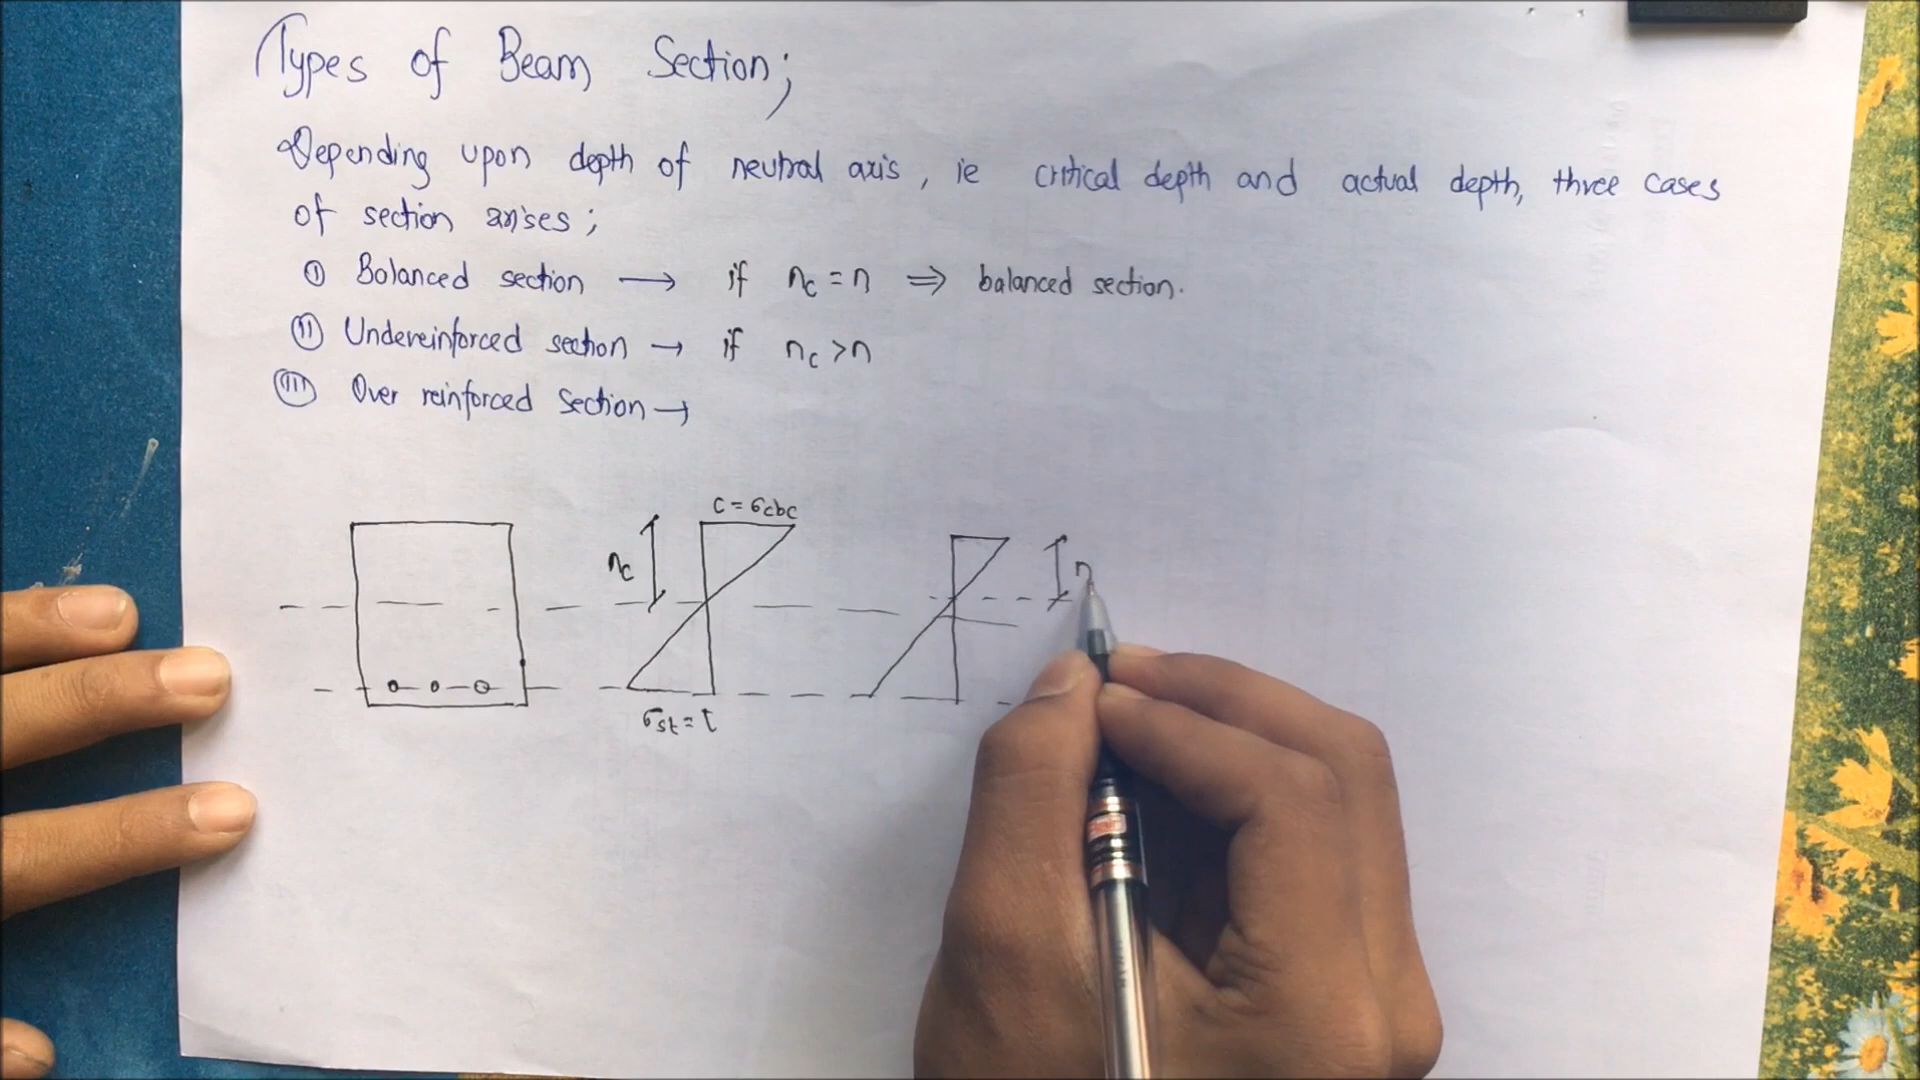 Types of Beam Section;
Depending upon depth of neutral axis, ie critical depth and actual depth, three cases
of section arises;
① Balanced section → if nc = n ⇒ balanced section.
⑪ Undereinforced section → if nc > n
⑪I Over reinforced Section →
C = σcbc
nc
n
σst = t